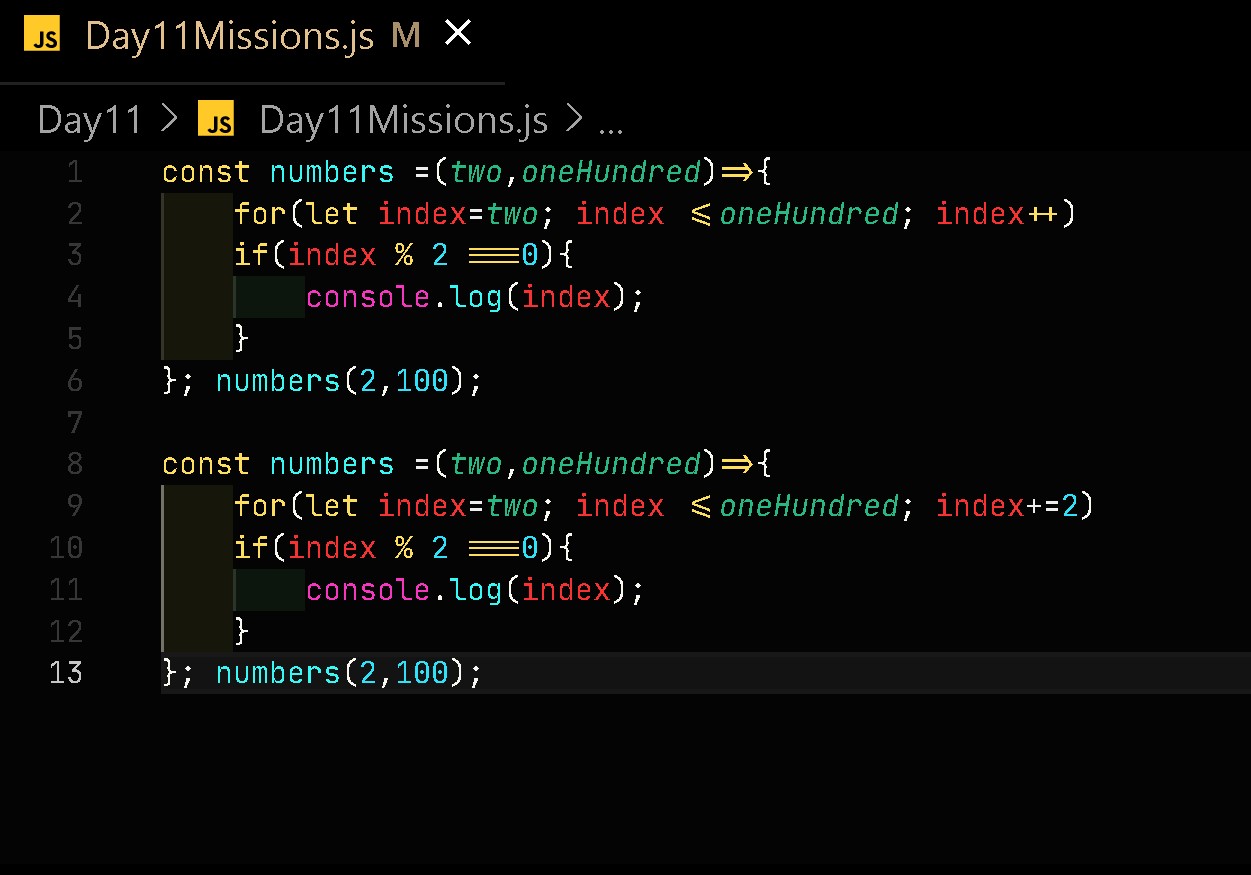 JS Day11Missions.js M ×
Day11 > JS Day11Missions.js > ...
1 const numbers =(two,oneHundred)=>{
2 for(let index=two; index <=oneHundred; index++)
3 if(index % 2 ===0){
4 console.log(index);
5 }
6 }; numbers(2,100);
7
8 const numbers =(two,oneHundred)=>{
9 for(let index=two; index <=oneHundred; index+=2)
10 if(index % 2 ===0){
11 console.log(index);
12 }
13 }; numbers(2,100);